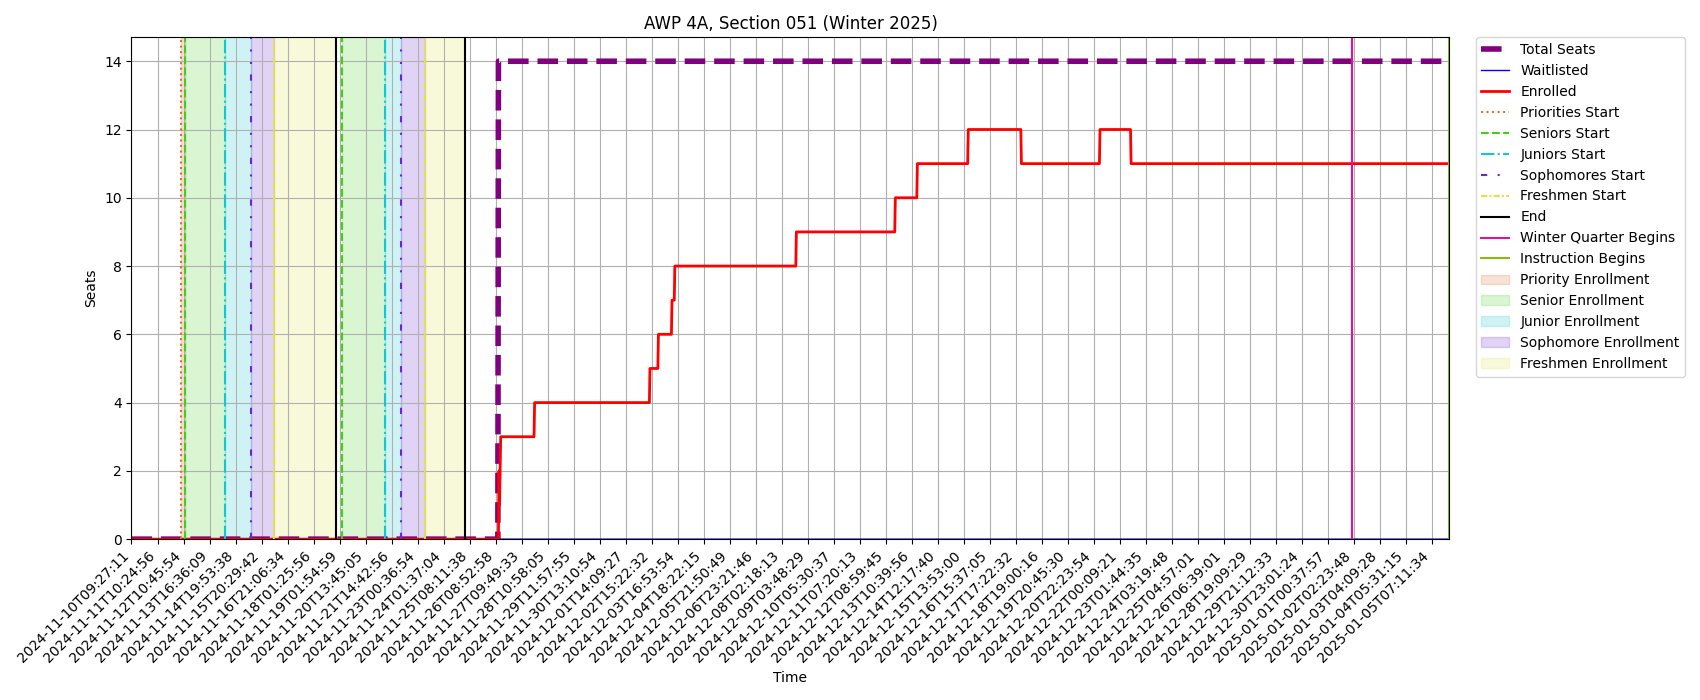 AWP 4A, Section 051 (Winter 2025)
14
12
10
8
6
4
2
0
Seats
2024-11-10T09:27:11
2024-11-11T10:24:56
2024-11-12T10:45:54
2024-11-13T16:36:09
2024-11-14T19:53:38
2024-11-15T20:29:42
2024-11-16T21:06:34
2024-11-18T01:25:56
2024-11-19T01:54:59
2024-11-20T13:45:05
2024-11-21T14:42:56
2024-11-23T00:36:54
2024-11-24T01:37:04
2024-11-25T08:11:38
2024-11-26T08:52:58
2024-11-27T09:49:33
2024-11-28T10:58:05
2024-11-29T11:57:55
2024-11-30T13:10:54
2024-12-01T14:09:27
2024-12-02T15:22:32
2024-12-03T16:53:54
2024-12-04T18:22:15
2024-12-05T21:50:49
2024-12-06T23:21:46
2024-12-08T02:18:13
2024-12-09T03:48:29
2024-12-10T05:30:37
2024-12-11T07:20:13
2024-12-12T08:59:45
2024-12-13T10:39:56
2024-12-14T12:17:40
2024-12-15T13:53:00
2024-12-16T15:37:05
2024-12-17T17:22:32
2024-12-18T19:00:16
2024-12-19T20:45:30
2024-12-20T22:23:54
2024-12-22T00:09:21
2024-12-23T01:44:35
2024-12-24T03:19:48
2024-12-25T04:57:01
2024-12-26T06:39:01
2024-12-28T19:09:29
2024-12-29T21:12:33
2024-12-30T23:01:24
2025-01-01T00:37:57
2025-01-02T02:23:48
2025-01-03T04:09:28
2025-01-04T05:31:15
2025-01-05T07:11:34
Time
Total Seats
Waitlisted
Enrolled
Priorities Start
Seniors Start
Juniors Start
Sophomores Start
Freshmen Start
End
Winter Quarter Begins
Instruction Begins
Priority Enrollment
Senior Enrollment
Junior Enrollment
Sophomore Enrollment
Freshmen Enrollment